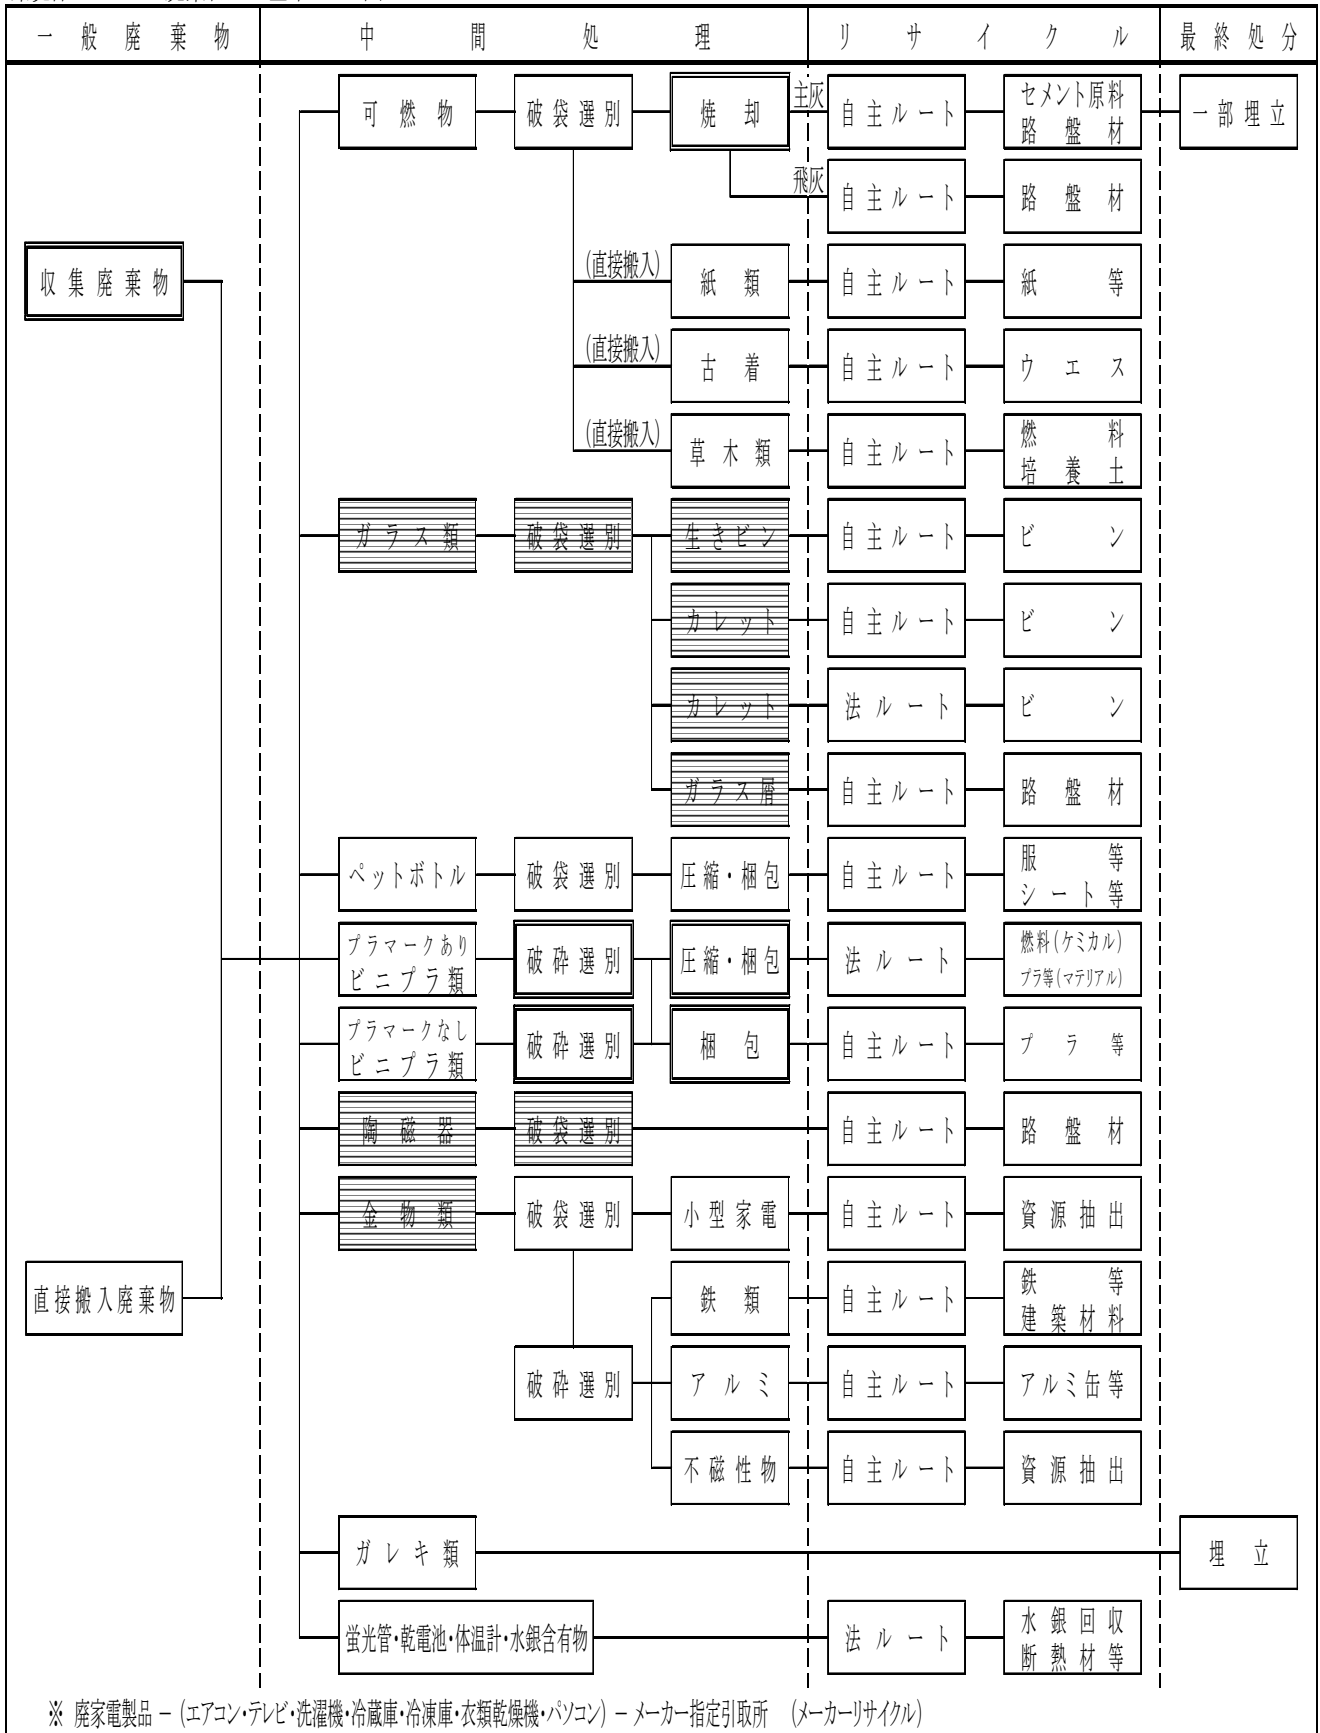 一般廃棄物 中間処理 リサイクル 最終処分
可燃物 破袋選別 焼却 主灰 自主ルート セメント原料 一部埋立
路盤材
飛灰 自主ルート 路盤材
収集廃棄物 (直接搬入) 紙類 自主ルート 紙等
(直接搬入) 古着 自主ルート ウエス
(直接搬入) 草木類 自主ルート 燃料
培養土
ガラス類 破袋選別 生きビン 自主ルート ビン
カレット 自主ルート ビン
カレット 法ルート ビン
ガラス屑 自主ルート 路盤材
ペットボトル 破袋選別 圧縮・梱包 自主ルート 服等
シート等
プラマークあり 破砕選別 圧縮・梱包 法ルート 燃料(ケミカル)
ビニプラ類 プラ等(マテリアル)
プラマークなし 破砕選別 梱包 自主ルート プラ等
ビニプラ類
陶磁器 破袋選別 自主ルート 路盤材
金物類 破袋選別 小型家電 自主ルート 資源抽出
直接搬入廃棄物 鉄類 自主ルート 鉄等
建築材料
破砕選別 アルミ 自主ルート アルミ缶等
不磁性物 自主ルート 資源抽出
ガレキ類 埋立
蛍光管・乾電池・体温計・水銀含有物 法ルート 水銀回収
断熱材等
※ 廃家電製品 − (エアコン・テレビ・洗濯機・冷蔵庫・冷凍庫・衣類乾燥機・パソコン) − メーカー指定引取所 (メーカーリサイクル)